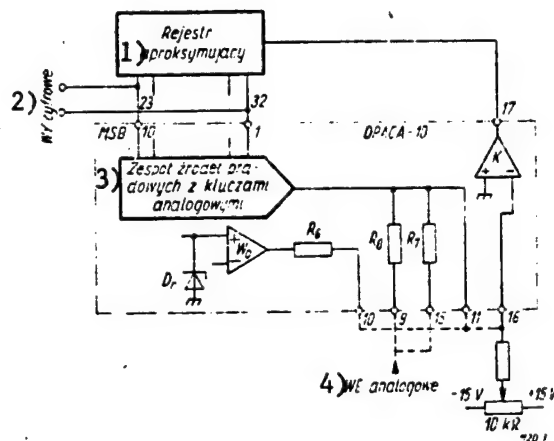 1) Rejestr
aproksymujący
2) WY cyfrowe
23
32
17
MSB
10
1
DPACA-10
K
+
-
3) Zespół źródeł prą-
dowych z kluczami
analogowymi
+
-
W₀
R₆
R₈
R₇
Dᵣ
10
9
15
11
16
4) WE analogowe
-15 V
+15 V
10 kΩ